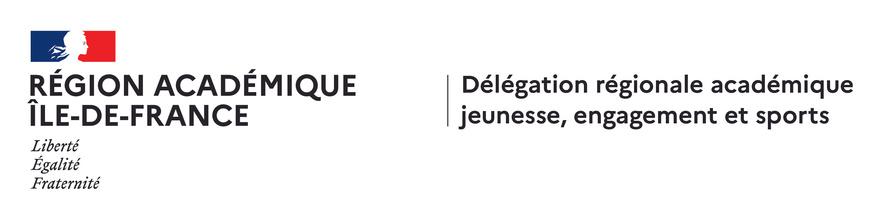 RÉGION ACADÉMIQUE
ÎLE-DE-FRANCE
Liberté
Égalité
Fraternité
Délégation régionale académique
jeunesse, engagement et sports